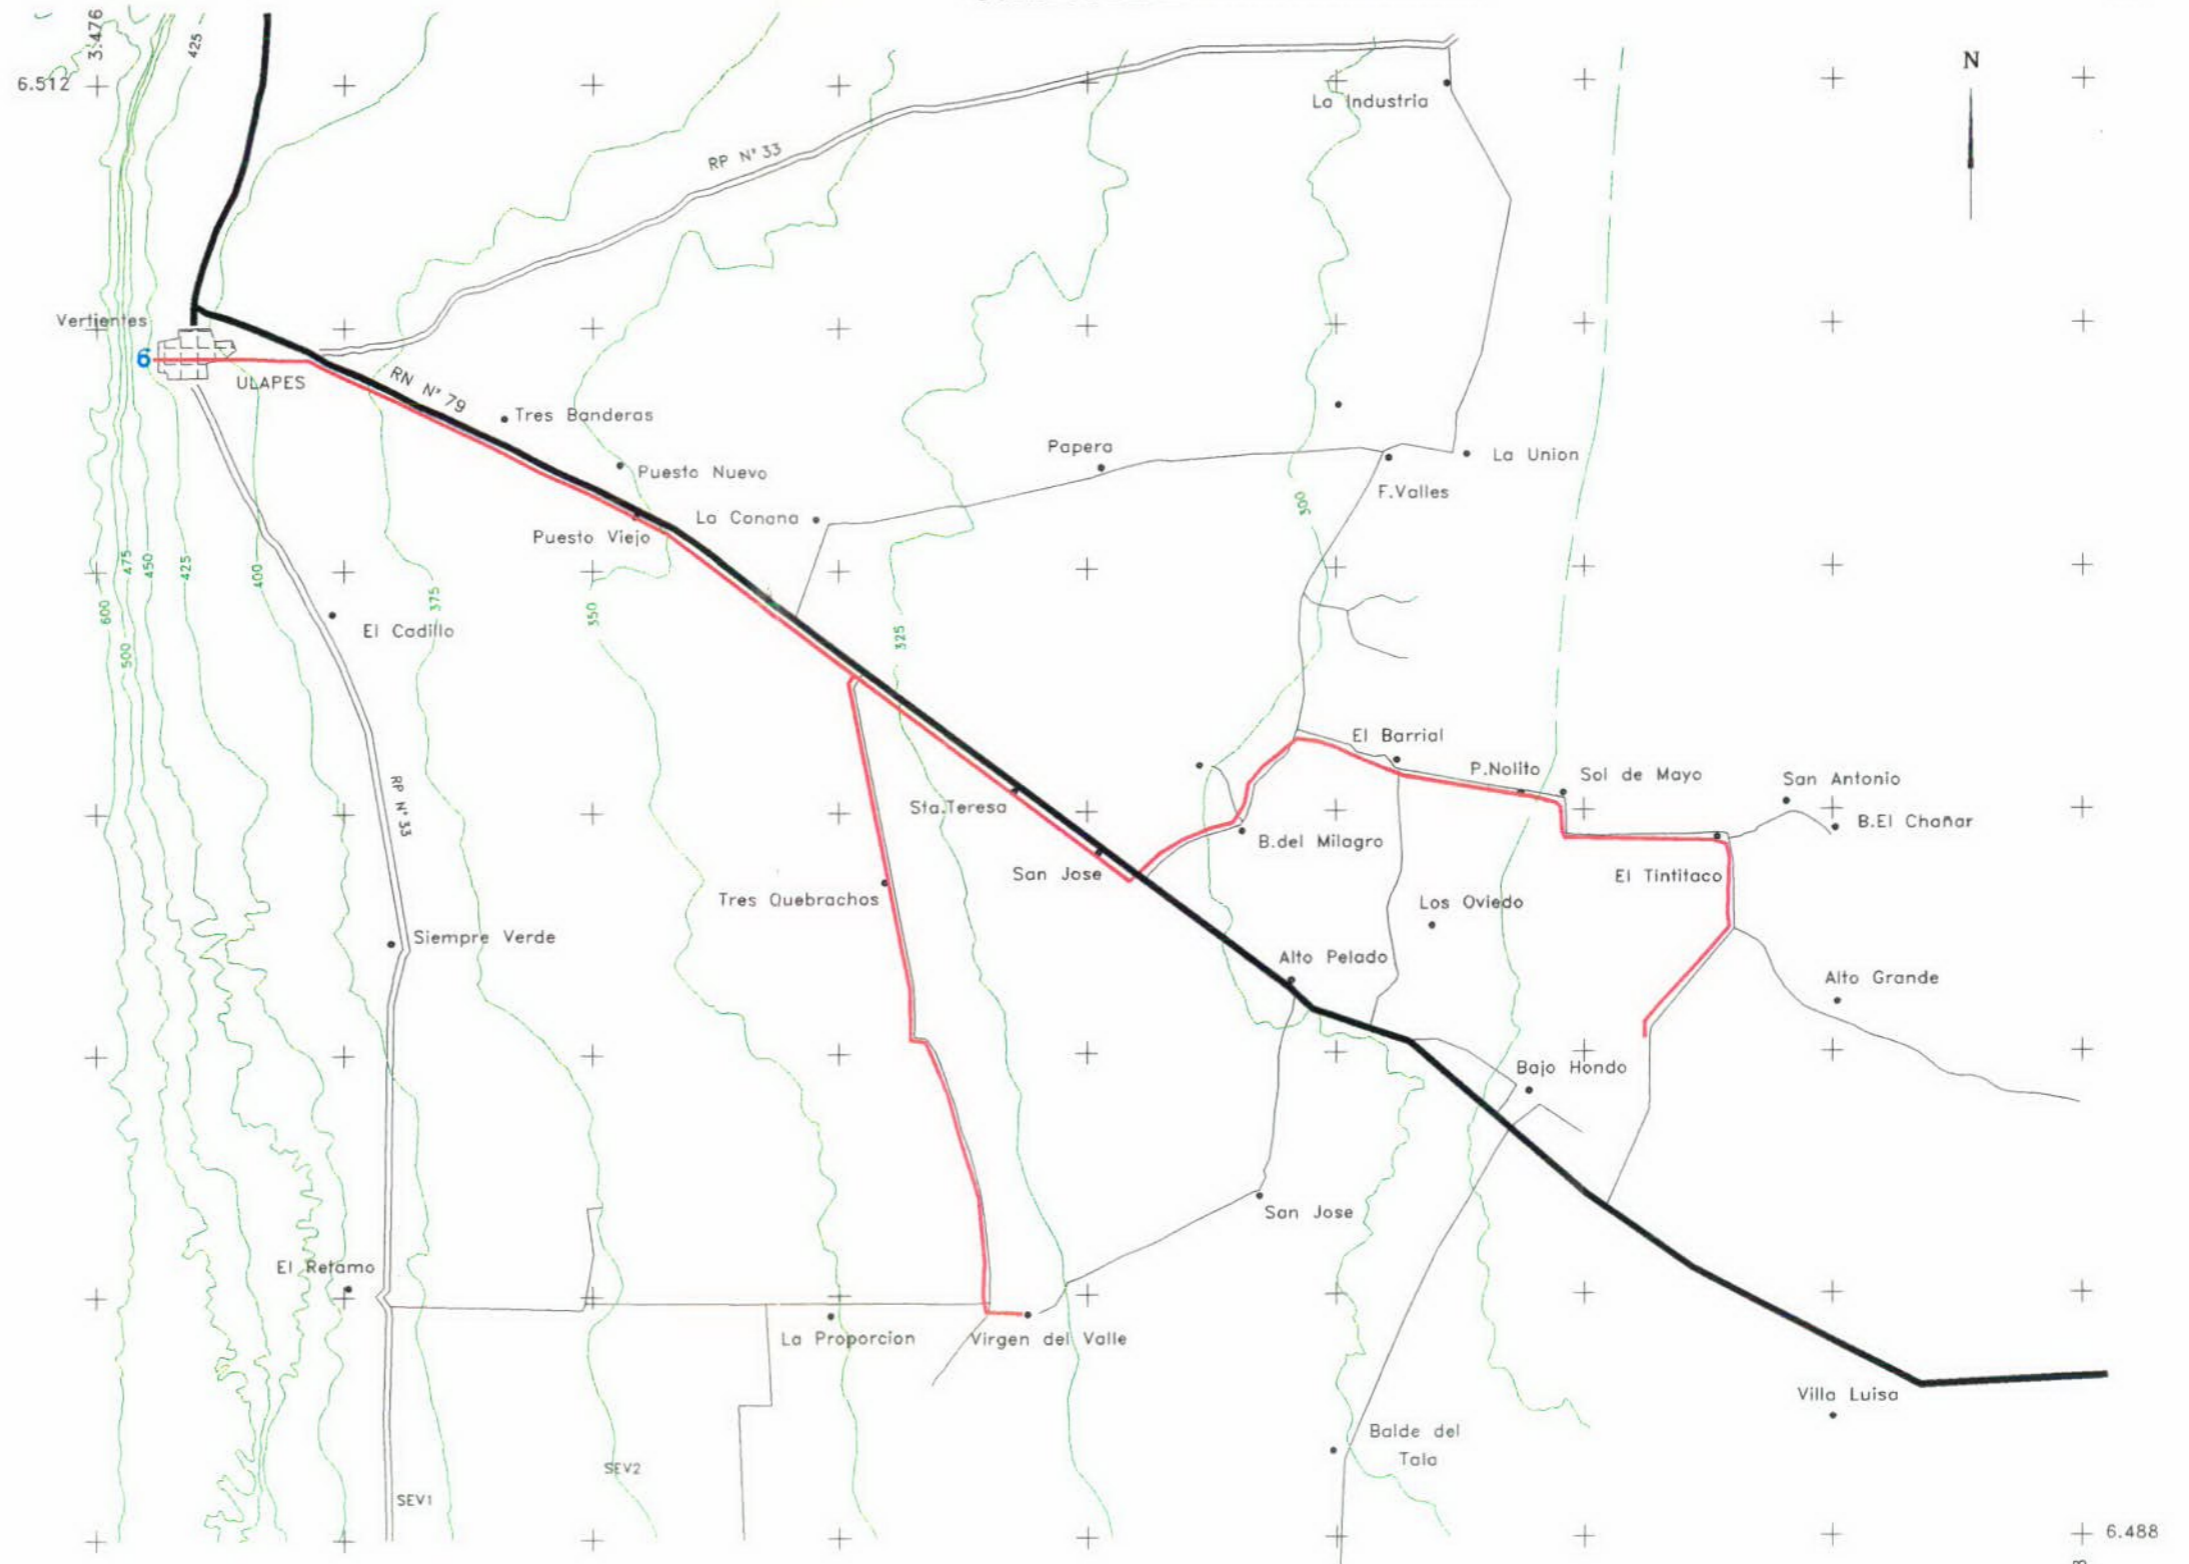 3.476
425
6.512
N
La Industria
RP N° 33
Vertientes
6
ULAPES
RN N° 79
Tres Banderas
Papera
La Union
Puesto Nuevo
F.Valles
300
La Conana
Puesto Viejo
475
450
425
400
375
350
600
325
El Cadillo
500
El Barrial
P.Nolito
Sol de Mayo
San Antonio
RP N° 33
Sta.Teresa
B.El Chañar
B.del Milagro
San Jose
El Tintitaco
Tres Quebrachos
Los Oviedo
Siempre Verde
Alto Pelado
Alto Grande
Bajo Hondo
San Jose
El Retamo
La Proporcion
Virgen del Valle
Villa Luisa
Balde del
Tala
SEV2
SEV1
6.488